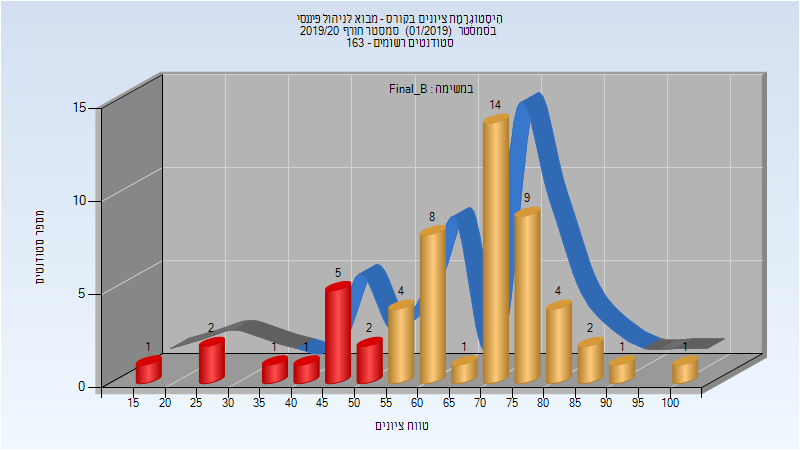 היסטוגרמת ציונים בקורס - מבוא לניהול פיננסי
בסמסטר (01/2019) סמסטר חורף 2019/20
סטודנטים רשומים - 163
במשימה : Final_B
מספר סטודנטים
15
10
5
0
1
2
1
1
5
2
4
8
1
14
9
4
2
1
1
15 20 25 30 35 40 45 50 55 60 65 70 75 80 85 90 95 100
טווח ציונים